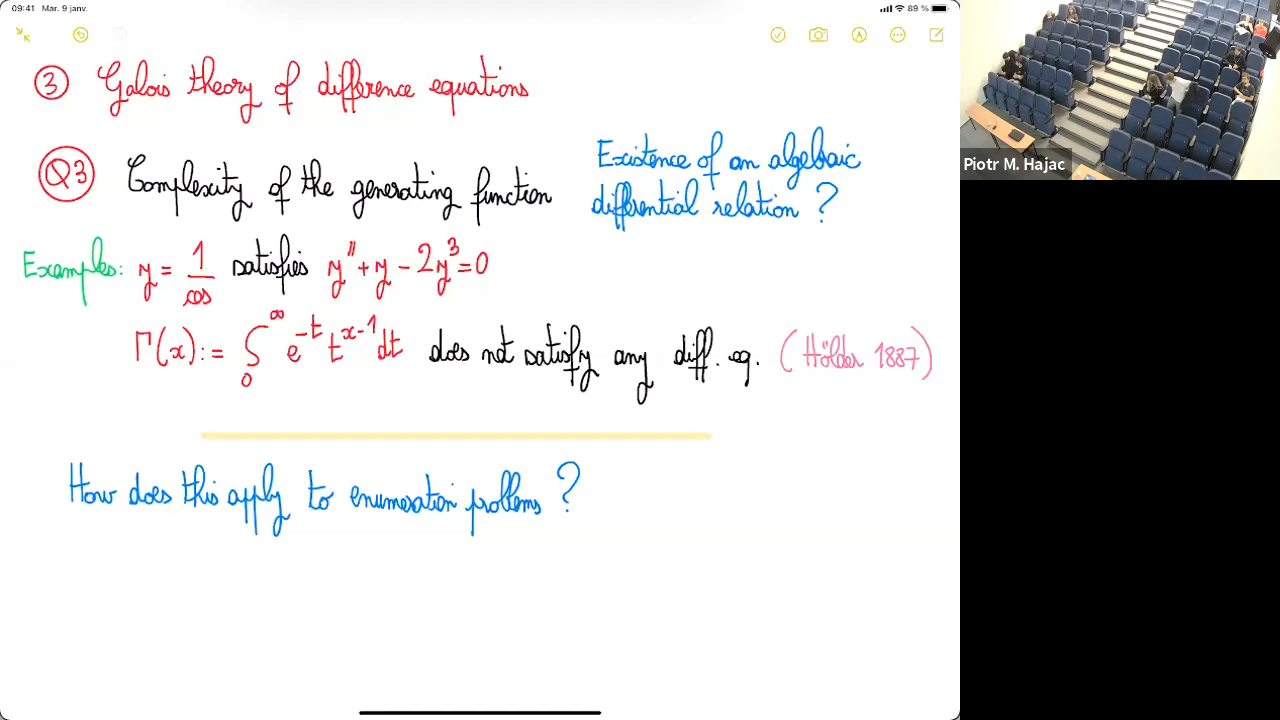 09:41 Mar. 9 janv.
89 %
③ Galois theory of difference equations
Q3 Complexity of the generating function
Existence of an algebraic
differential relation ?
Examples: y = 1/cos satisfies y'' + y - 2y³ = 0
Γ(x) := ∫₀^∞ e^{-t} t^{x-1} dt does not satisfy any diff. eq. (Hölder 1887)
How does this apply to enumeration problems ?
Piotr M. Hajac